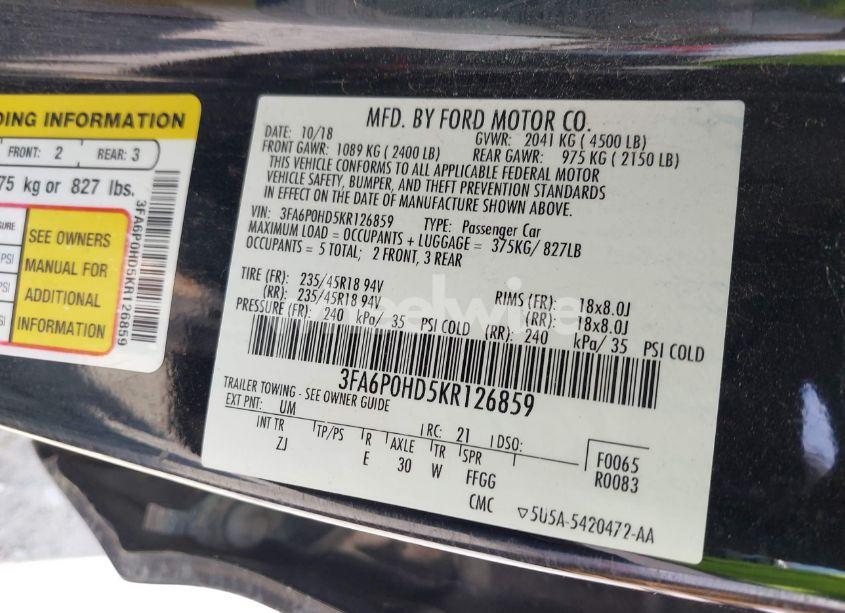 DING INFORMATION
FRONT: 2 REAR: 3
75 kg or 827 lbs.
SURE
PSI
PSI
SI
SEE OWNERS
MANUAL FOR
ADDITIONAL
INFORMATION
3FA6P0HD5KR126859
MFD. BY FORD MOTOR CO.
DATE: 10/18 GVWR: 2041 KG ( 4500 LB)
FRONT GAWR: 1089 KG ( 2400 LB) REAR GAWR: 975 KG ( 2150 LB)
THIS VEHICLE CONFORMS TO ALL APPLICABLE FEDERAL MOTOR
VEHICLE SAFETY, BUMPER, AND THEFT PREVENTION STANDARDS
IN EFFECT ON THE DATE OF MANUFACTURE SHOWN ABOVE.
VIN: 3FA6P0HD5KR126859 TYPE: Passenger Car
MAXIMUM LOAD = OCCUPANTS + LUGGAGE = 375KG/ 827LB
OCCUPANTS = 5 TOTAL; 2 FRONT, 3 REAR
TIRE (FR): 235/45R18 94V RIMS (FR): 18x8.0J
(RR): 235/45R18 94V (RR): 18x8.0J
PRESSURE (FR): 240 kPa/ 35 PSI COLD (RR): 240 kPa/ 35 PSI COLD
3FA6P0HD5KR126859
TRAILER TOWING - SEE OWNER GUIDE
EXT PNT: UM RC: 21 DSO:
INT TR TP/PS R AXLE TR SPR F0065
ZJ E 30 W FFGG R0083
CMC ▽5U5A-5420472-AA